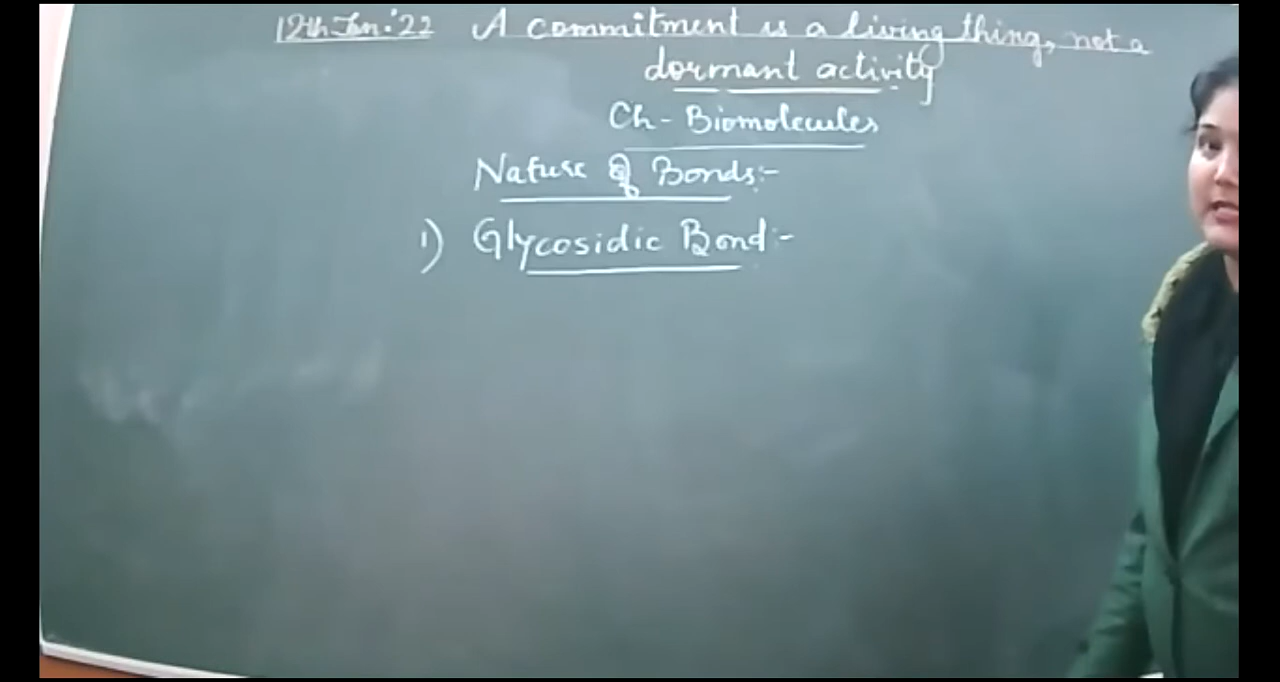 12th Jan.'22 A commitment is a living thing, not a
dormant activity
Ch - Biomolecules
Nature of Bonds:-
1) Glycosidic Bond:-